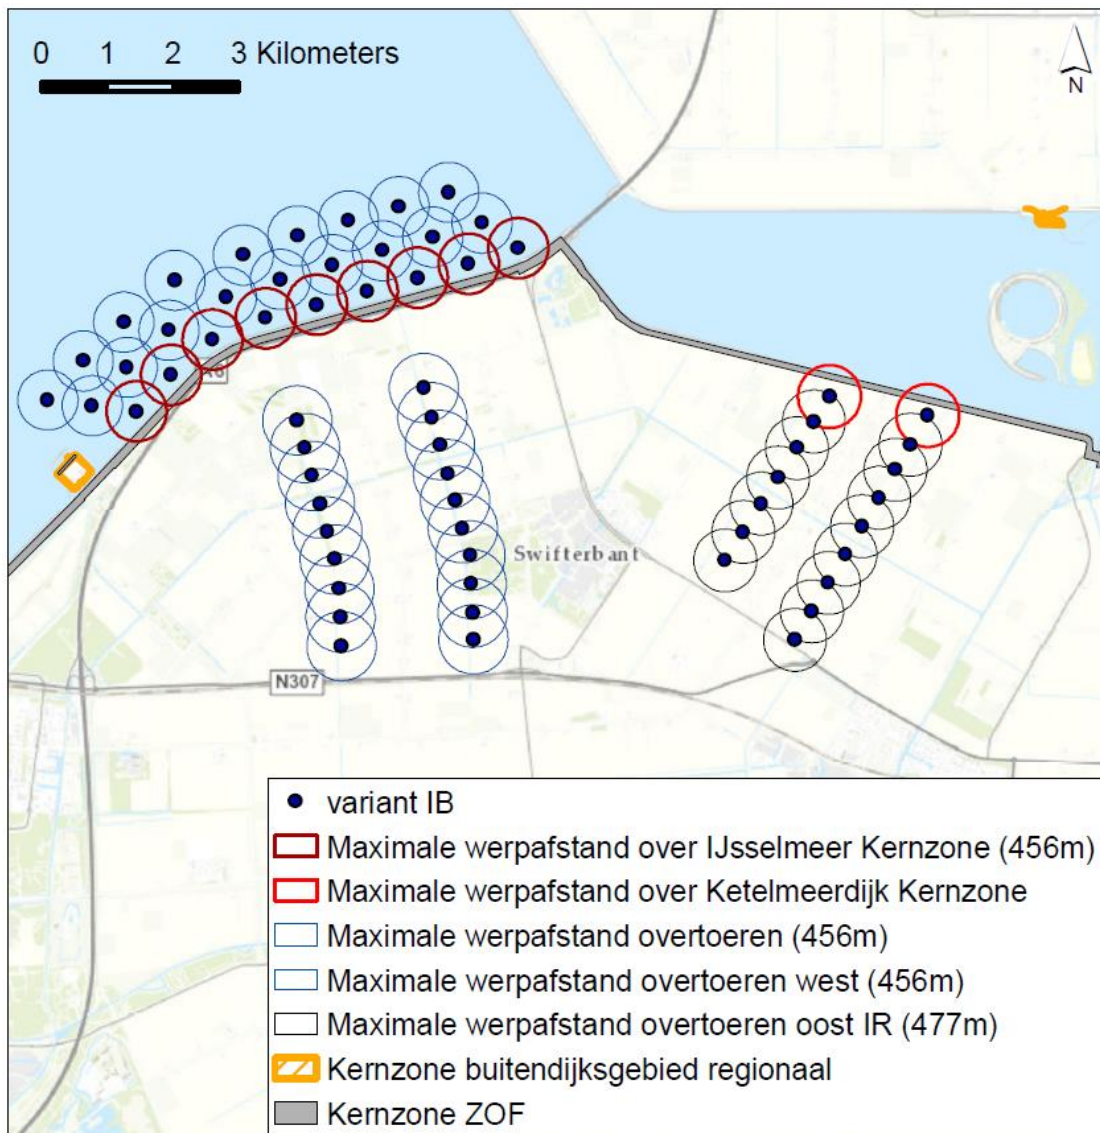 0 1 2 3 Kilometers
N
A6
Swifterbant
N307
variant IB
Maximale werpafstand over IJsselmeer Kernzone (456m)
Maximale werpafstand over Ketelmeerdijk Kernzone
Maximale werpafstand overtoeren (456m)
Maximale werpafstand overtoeren west (456m)
Maximale werpafstand overtoeren oost IR (477m)
Kernzone buitendijksgebied regionaal
Kernzone ZOF